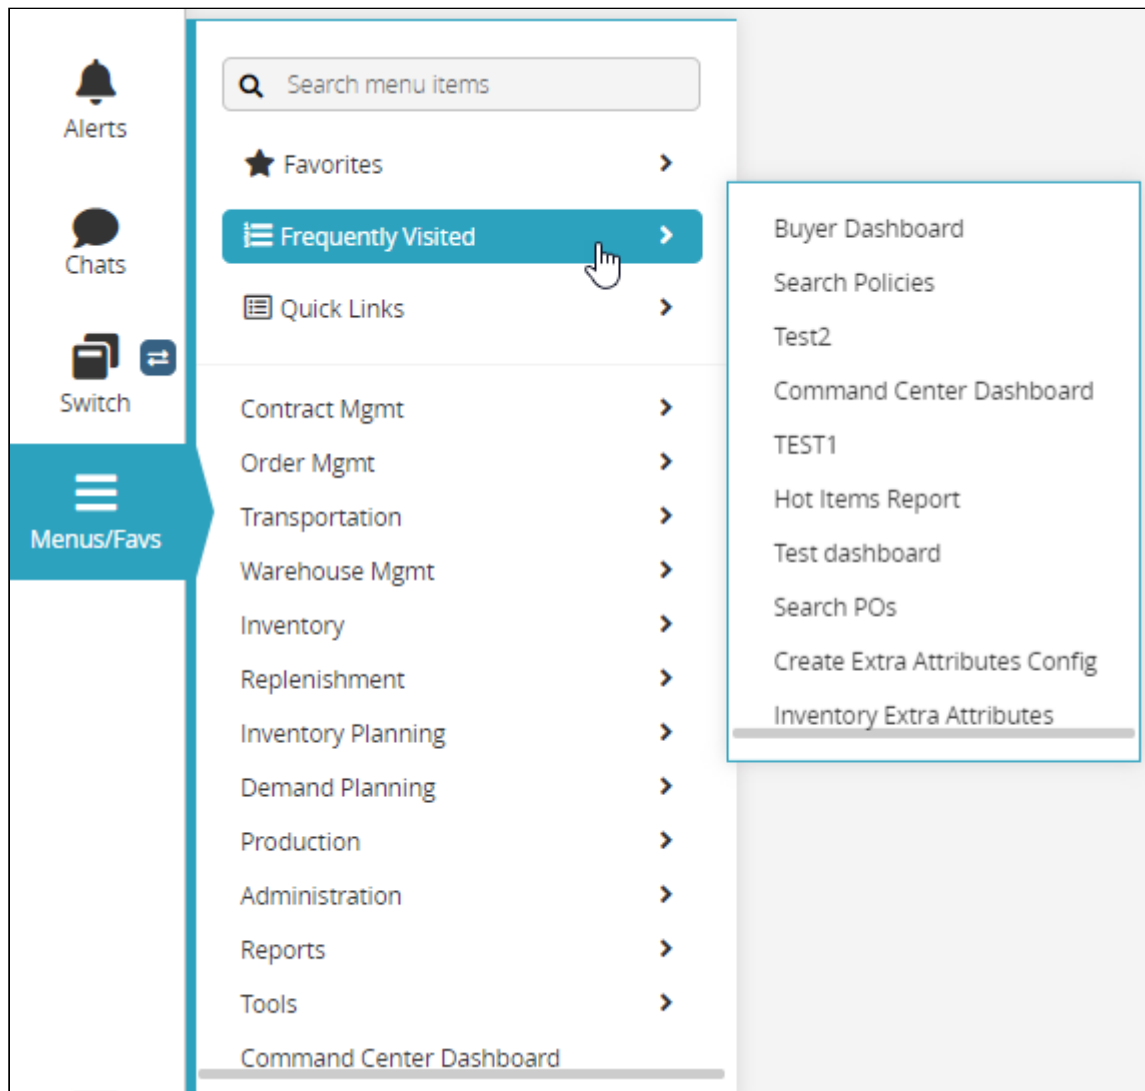 Alerts
Chats
Switch
Menus/Favs
Search menu items
Favorites
Frequently Visited
Quick Links
Contract Mgmt
Order Mgmt
Transportation
Warehouse Mgmt
Inventory
Replenishment
Inventory Planning
Demand Planning
Production
Administration
Reports
Tools
Command Center Dashboard
Buyer Dashboard
Search Policies
Test2
Command Center Dashboard
TEST1
Hot Items Report
Test dashboard
Search POs
Create Extra Attributes Config
Inventory Extra Attributes